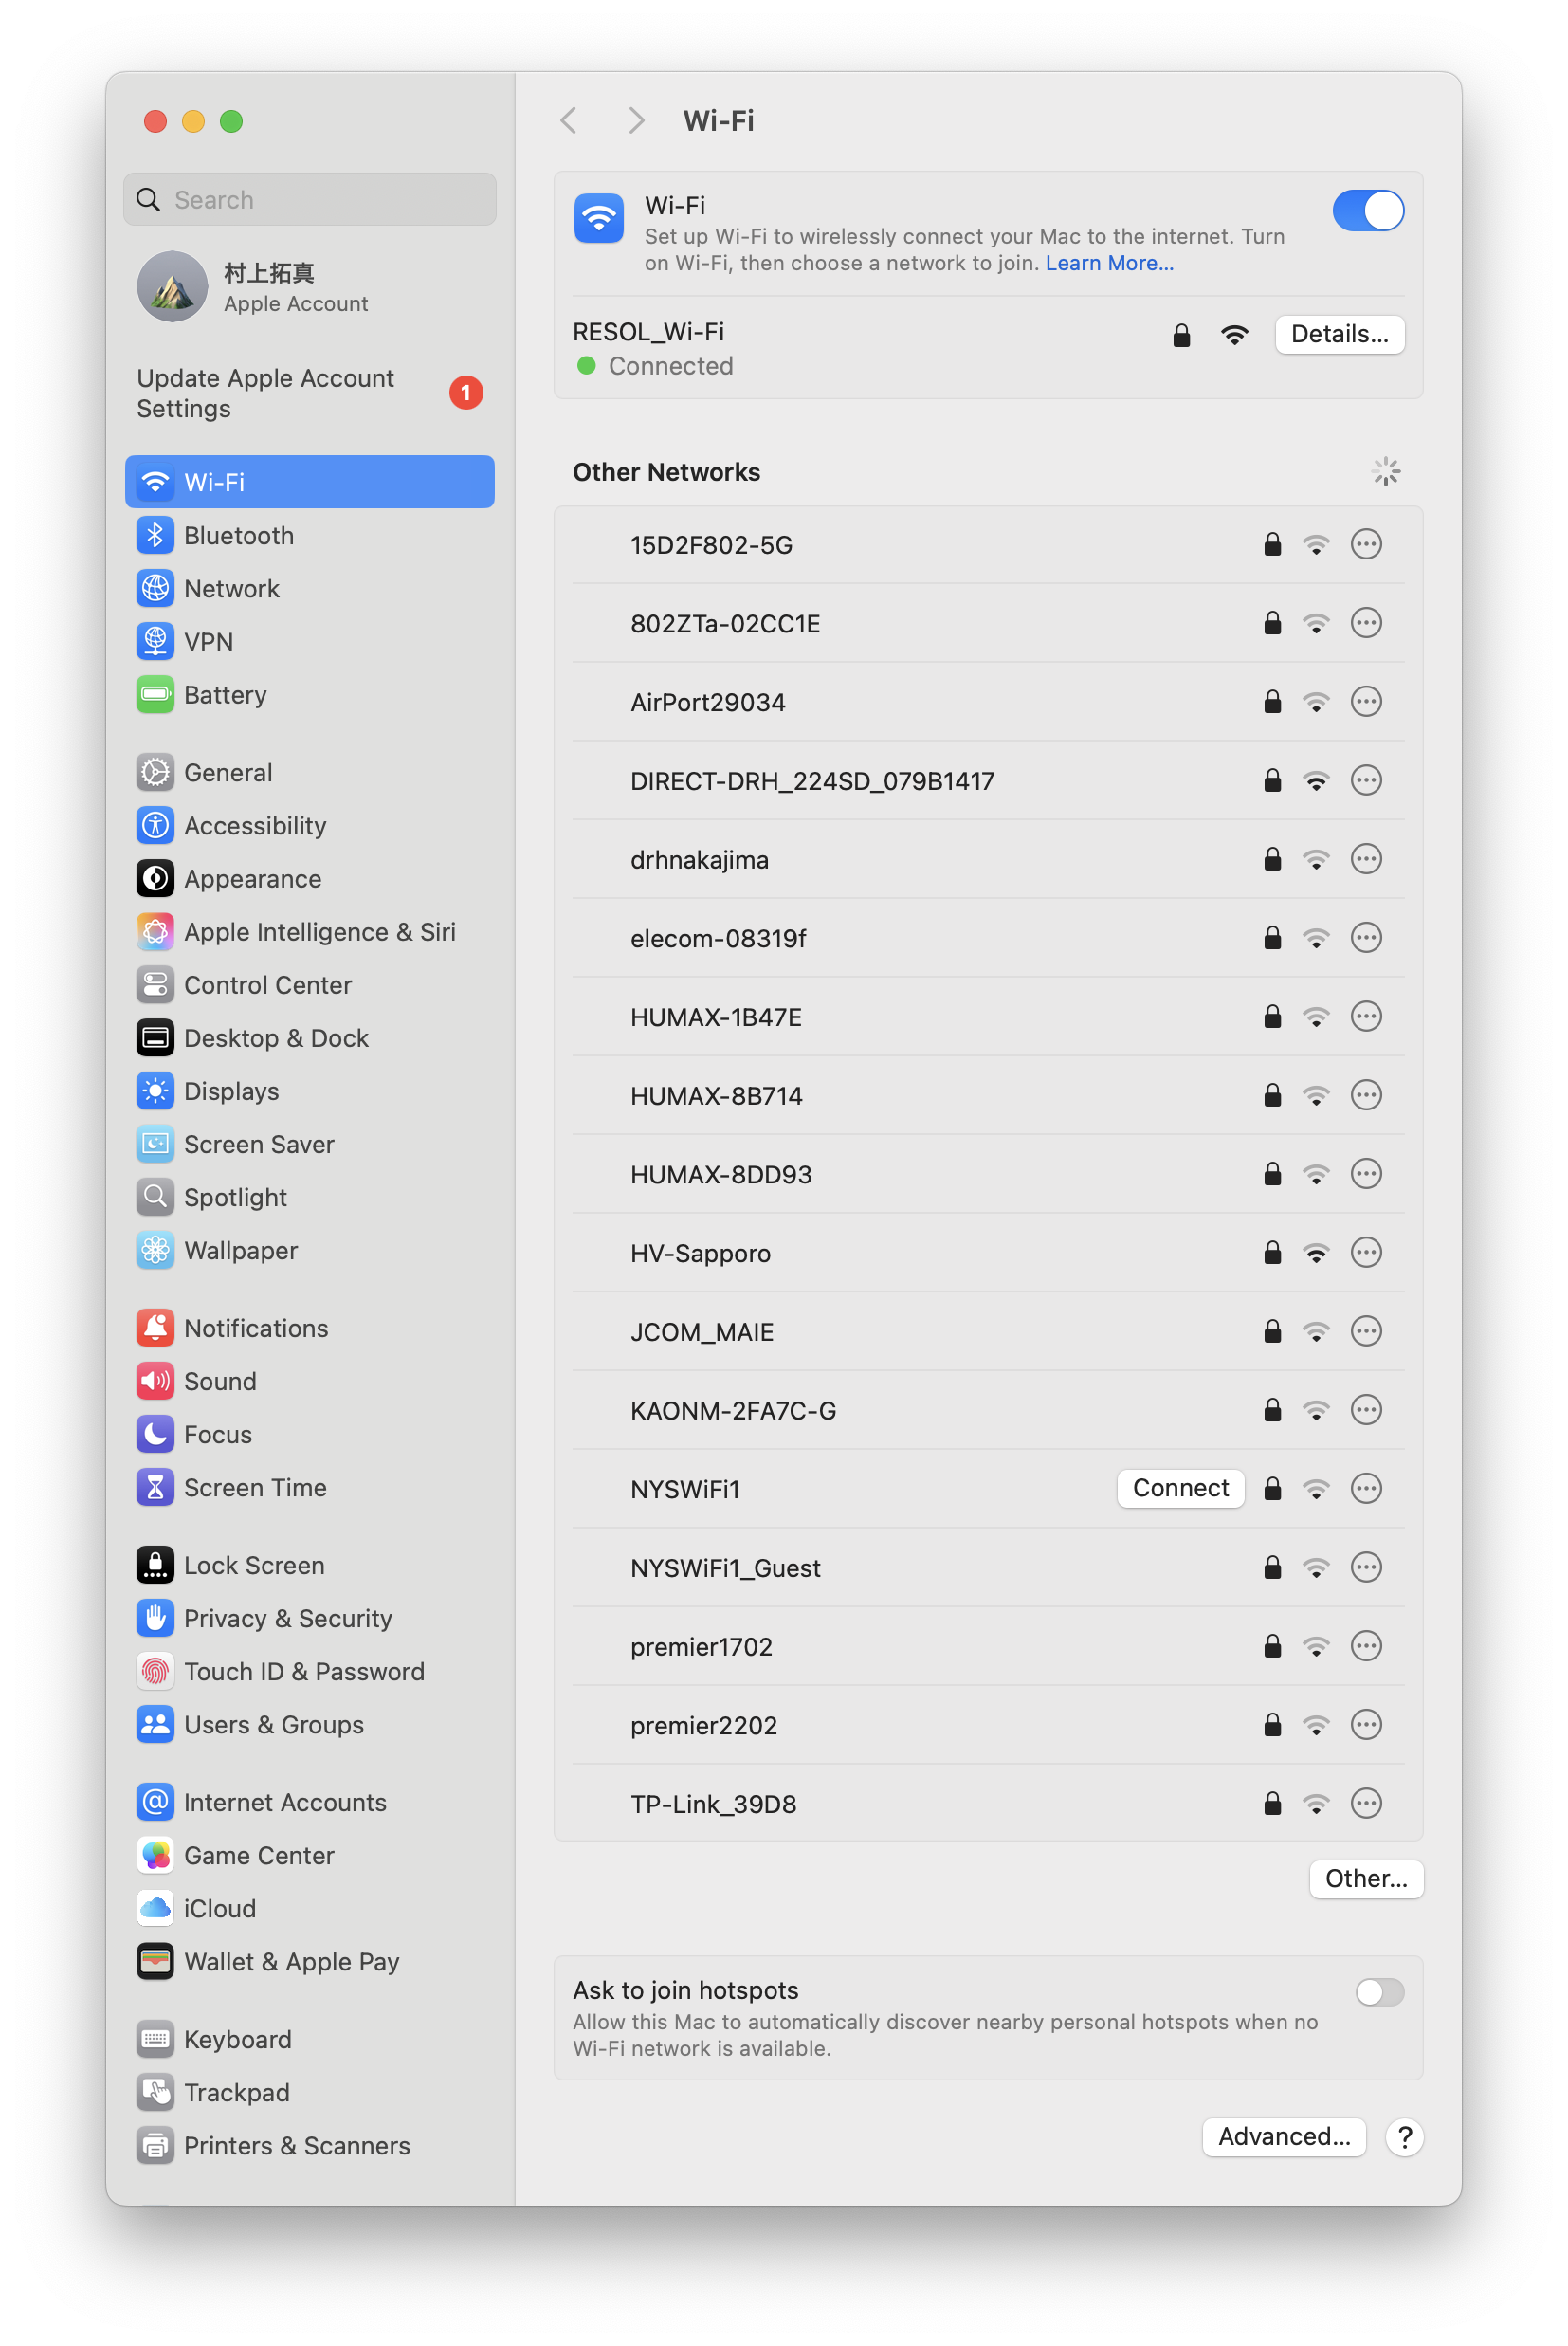 Search
村上拓真
Apple Account
Update Apple Account
Settings
1
Wi-Fi
Bluetooth
Network
VPN
Battery
General
Accessibility
Appearance
Apple Intelligence & Siri
Control Center
Desktop & Dock
Displays
Screen Saver
Spotlight
Wallpaper
Notifications
Sound
Focus
Screen Time
Lock Screen
Privacy & Security
Touch ID & Password
Users & Groups
Internet Accounts
Game Center
iCloud
Wallet & Apple Pay
Keyboard
Trackpad
Printers & Scanners
Wi-Fi
Wi-Fi
Set up Wi-Fi to wirelessly connect your Mac to the internet. Turn
on Wi-Fi, then choose a network to join. Learn More...
RESOL_Wi-Fi
Details...
Connected
Other Networks
15D2F802-5G
802ZTa-02CC1E
AirPort29034
DIRECT-DRH_224SD_079B1417
drhnakajima
elecom-08319f
HUMAX-1B47E
HUMAX-8B714
HUMAX-8DD93
HV-Sapporo
JCOM_MAIE
KAONM-2FA7C-G
NYSWiFi1
Connect
NYSWiFi1_Guest
premier1702
premier2202
TP-Link_39D8
Other...
Ask to join hotspots
Allow this Mac to automatically discover nearby personal hotspots when no
Wi-Fi network is available.
Advanced...
?